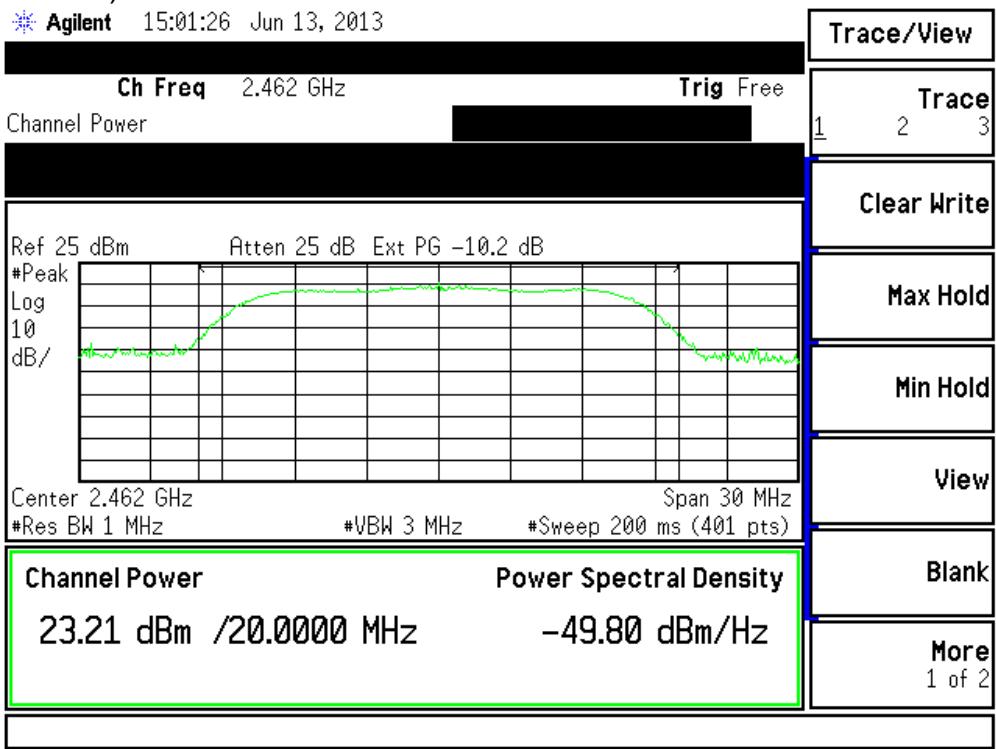 Agilent 15:01:26 Jun 13, 2013
Trace/View
Ch Freq 2.462 GHz Trig Free
Channel Power
Trace
1 2 3
Clear Write
Max Hold
Min Hold
View
Blank
More
1 of 2
Ref 25 dBm Atten 25 dB Ext PG -10.2 dB
#Peak
Log
10
dB/
Center 2.462 GHz Span 30 MHz
#Res BW 1 MHz #VBW 3 MHz #Sweep 200 ms (401 pts)
Channel Power Power Spectral Density
23.21 dBm /20.0000 MHz -49.80 dBm/Hz